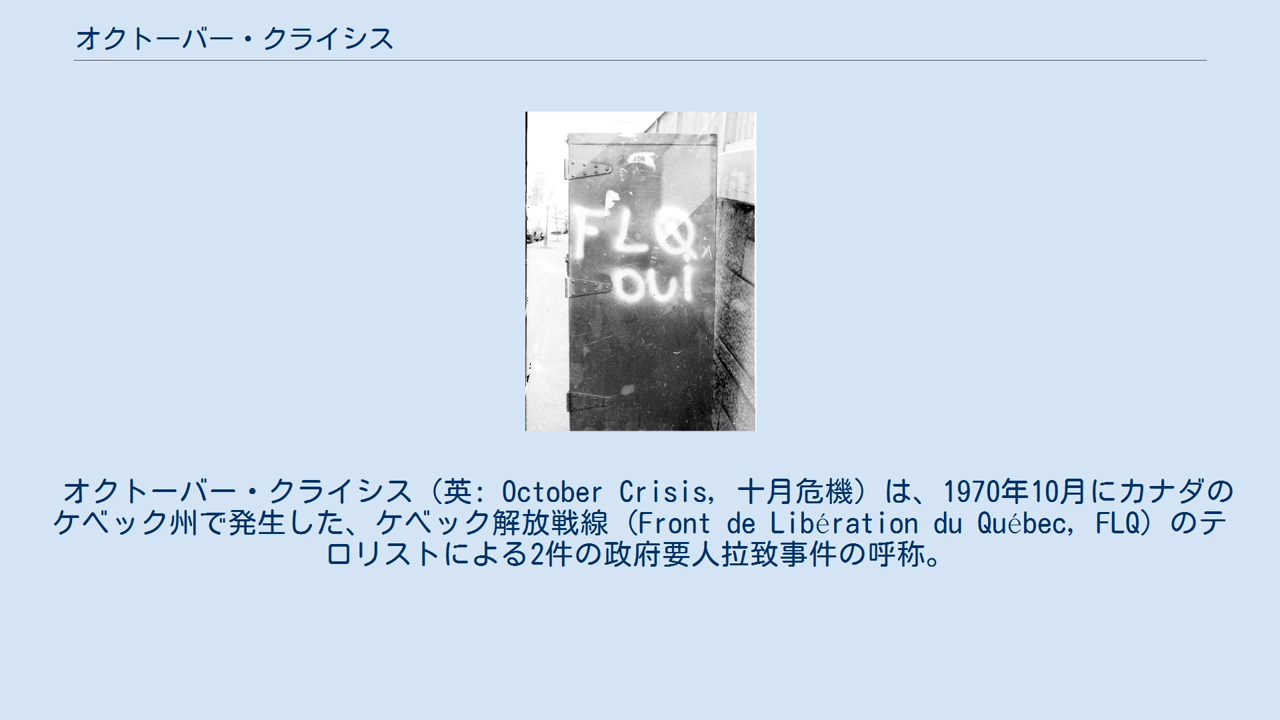 オクトーバー・クライシス
FLQ
oui
オクトーバー・クライシス（英: October Crisis, 十月危機）は、1970年10月にカナダの
ケベック州で発生した、ケベック解放戦線（Front de Libération du Québec, FLQ）のテ
ロリストによる2件の政府要人拉致事件の呼称。